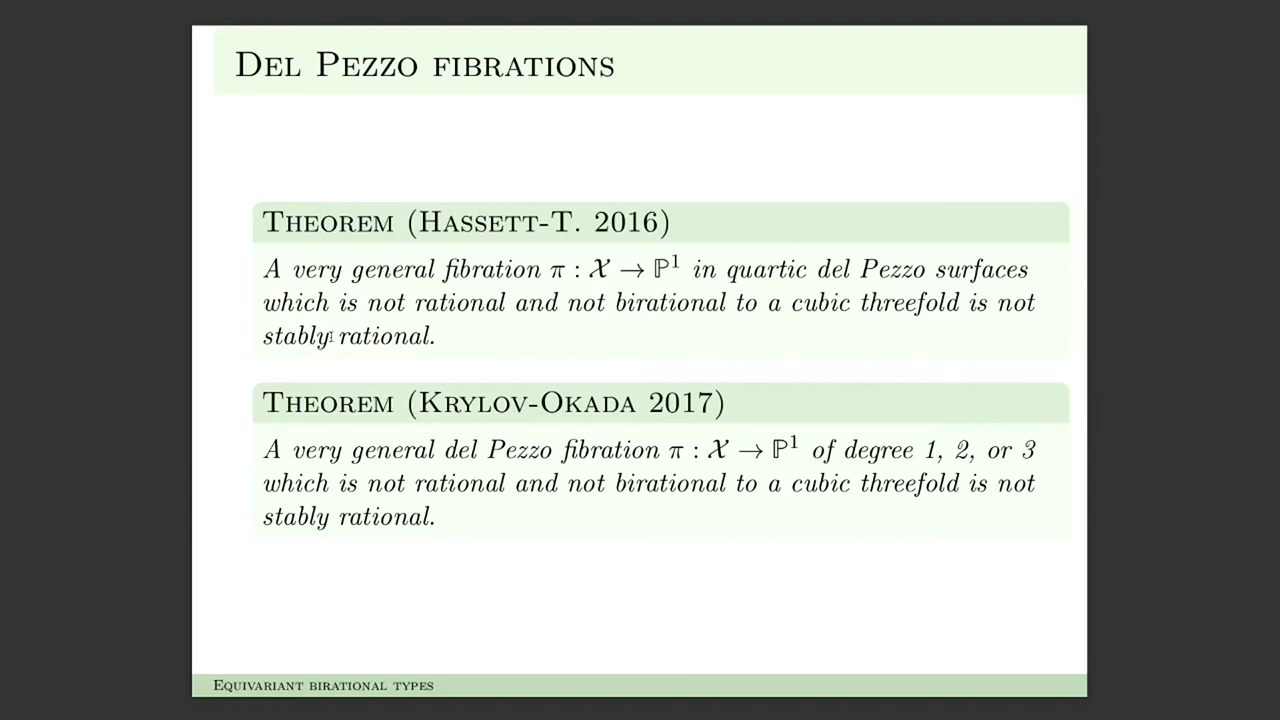 Del Pezzo fibrations
Theorem (Hassett-T. 2016)
A very general fibration π : 𝒳 → ℙ¹ in quartic del Pezzo surfaces
which is not rational and not birational to a cubic threefold is not
stably rational.
Theorem (Krylov-Okada 2017)
A very general del Pezzo fibration π : 𝒳 → ℙ¹ of degree 1, 2, or 3
which is not rational and not birational to a cubic threefold is not
stably rational.
Equivariant birational types